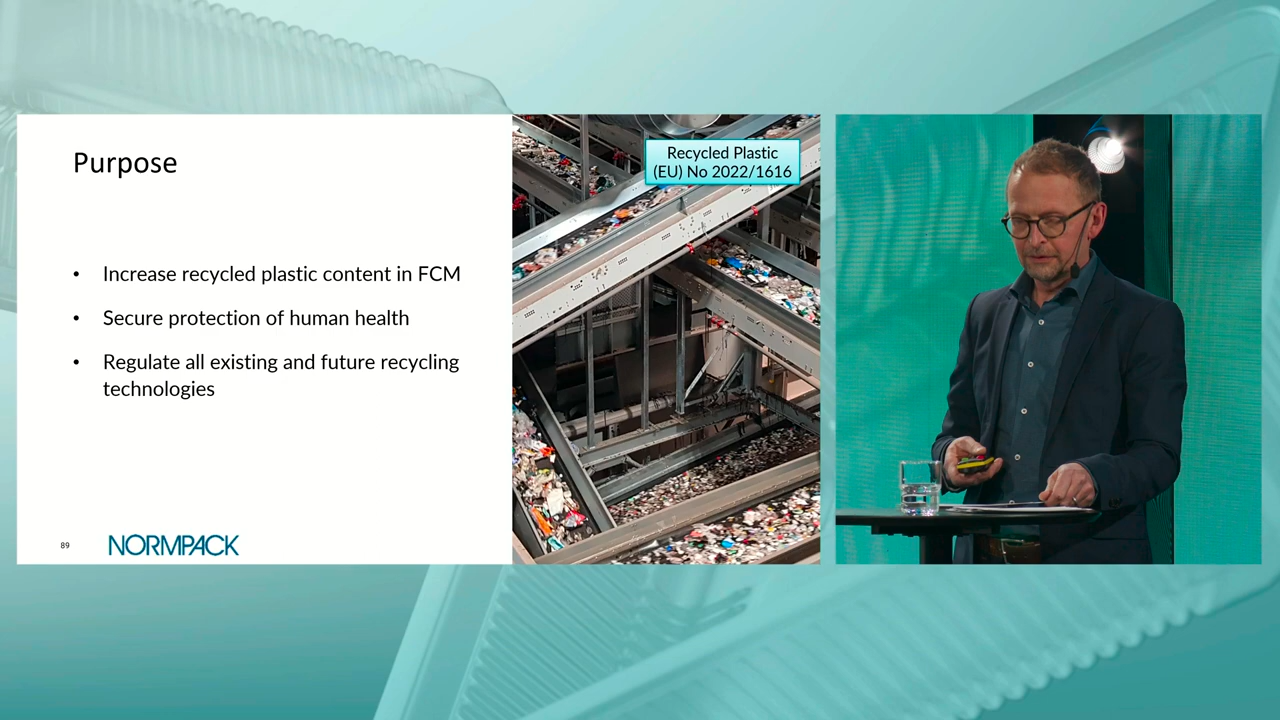 Purpose
Recycled Plastic
(EU) No 2022/1616
• Increase recycled plastic content in FCM
• Secure protection of human health
• Regulate all existing and future recycling
technologies
89
NORMPACK